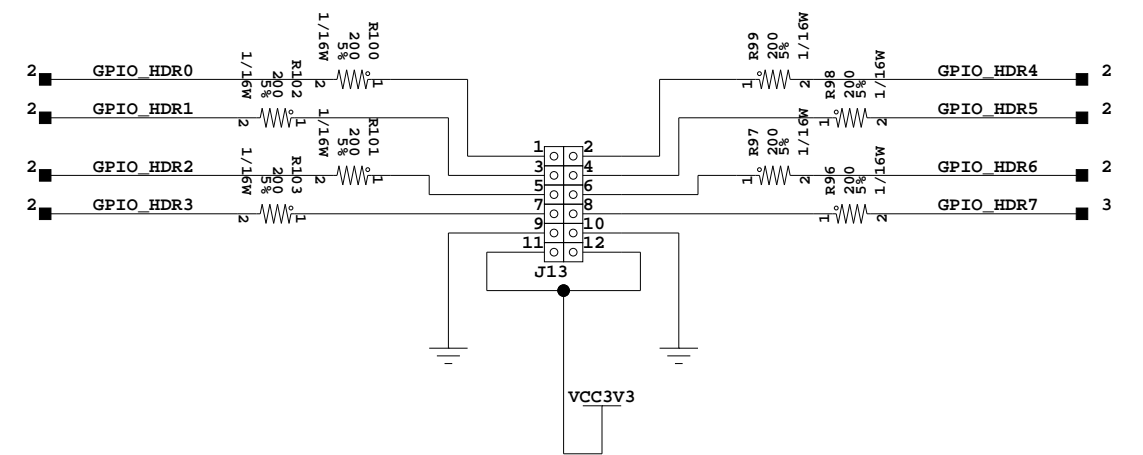 R100
200
5%
1/16W
R99
200
5%
1/16W
2 GPIO_HDR0 2 1
1 2 GPIO_HDR4 2
R102
200
5%
1/16W
R98
200
5%
1/16W
2 GPIO_HDR1 2 1
1 2 GPIO_HDR5 2
R101
200
5%
1/16W
R97
200
5%
1/16W
2 GPIO_HDR2 2 1
1 2 GPIO_HDR6 2
R103
200
5%
1/16W
R96
200
5%
1/16W
2 GPIO_HDR3 2 1
1 2 GPIO_HDR7 3
1 2
3 4
5 6
7 8
9 10
11 12
J13
VCC3V3